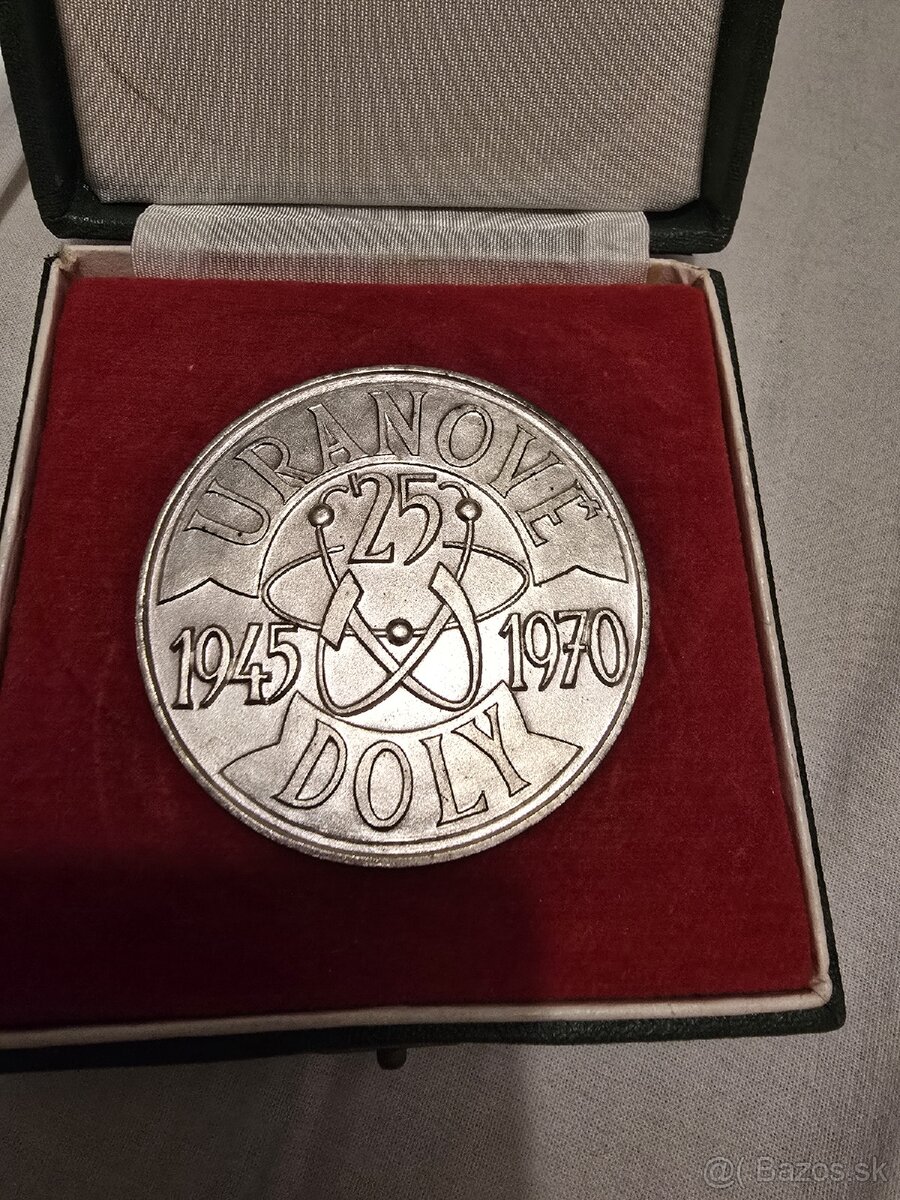 URANOVÉ
25
1945 1970
DOLY
@( Bazos.sk